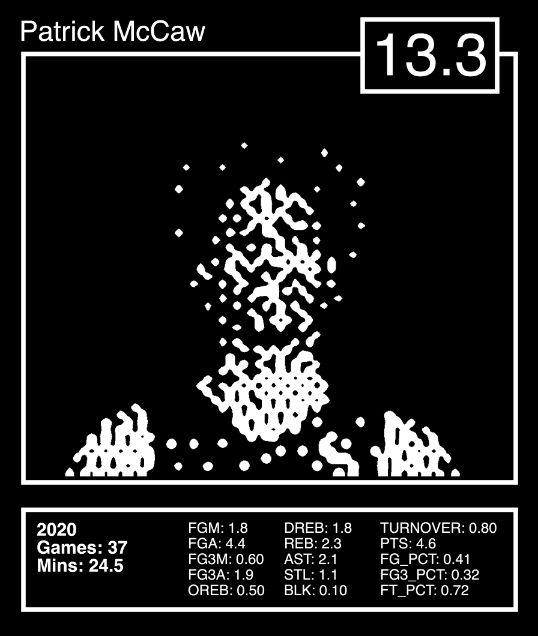 Patrick McCaw
13.3
2020
Games: 37
Mins: 24.5
FGM: 1.8
FGA: 4.4
FG3M: 0.60
FG3A: 1.9
OREB: 0.50
DREB: 1.8
REB: 2.3
AST: 2.1
STL: 1.1
BLK: 0.10
TURNOVER: 0.80
PTS: 4.6
FG_PCT: 0.41
FG3_PCT: 0.32
FT_PCT: 0.72